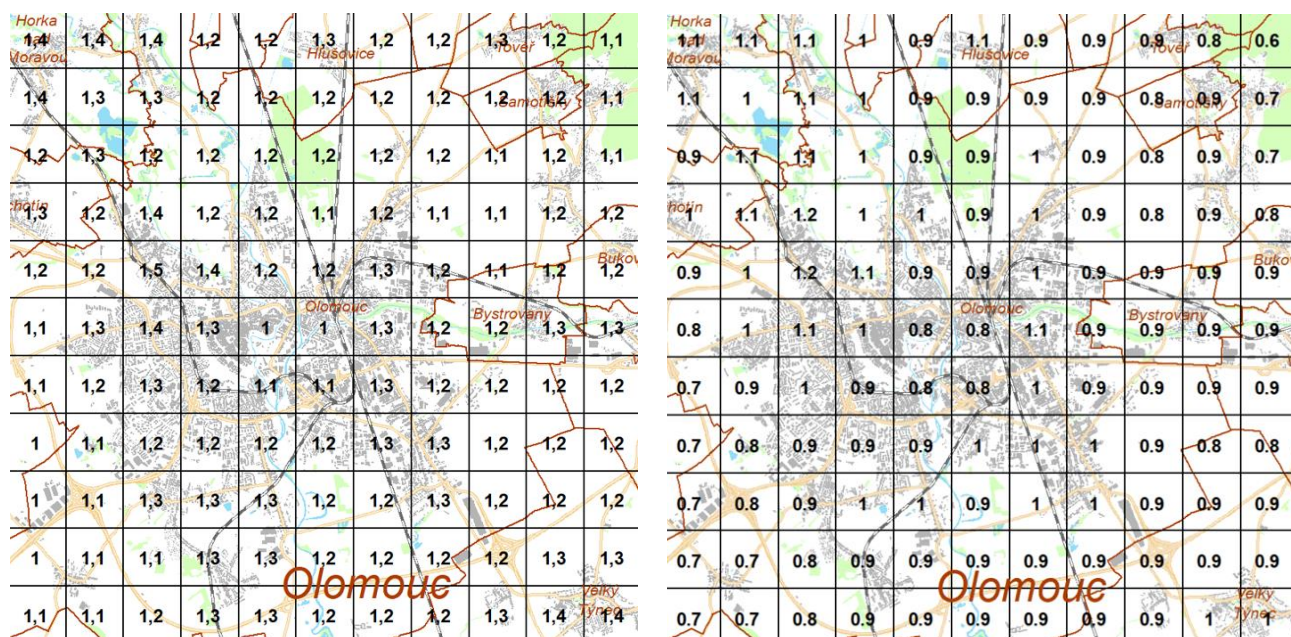 Horka
1,4 1,4 1,4 1,2 1,2 1,3 1,2 1,2 1,3 1,2 1,1
nad
Moravou
Hlušovice
Tovéř
1,4 1,3 1,3 1,2 1,2 1,2 1,2 1,2 1,2 1,2 1,1
Samotišky
1,2 1,3 1,2 1,2 1,2 1,2 1,2 1,2 1,1 1,2 1,1
chotín
1,3 1,2 1,4 1,2 1,2 1,1 1,2 1,1 1,1 1,2 1,2
Bukov
1,2 1,2 1,5 1,4 1,2 1,2 1,3 1,2 1,1 1,2 1,2
Olomouc
Bystrovany
1,1 1,3 1,4 1,3 1 1 1,3 1,2 1,2 1,3 1,3
1,1 1,2 1,3 1,2 1,1 1,1 1,3 1,2 1,2 1,2 1,2
1 1,1 1,2 1,2 1,2 1,2 1,3 1,3 1,2 1,2 1,2
1 1,1 1,3 1,3 1,3 1,2 1,2 1,3 1,2 1,2 1,2
1 1,1 1,1 1,3 1,3 1,2 1,2 1,2 1,2 1,3 1,3
Olomouc
Velký
Týnec
1,1 1,1 1,2 1,3 1,3 1,2 1,2 1,2 1,3 1,4 1,4
Horka
1.1 1.1 1.1 1 0.9 1.1 0.9 0.9 0.9 0.8 0.6
nad
Moravou
Hlušovice
Tovéř
1.1 1 1.1 1 0.9 0.9 0.9 0.9 0.8 0.9 0.7
Samotišky
0.9 1.1 1.1 1 0.9 0.9 1 0.9 0.8 0.9 0.7
chotín
1 1.1 1.2 1 1 0.9 1 0.9 0.8 0.9 0.8
Bukov
0.9 1 1.2 1.1 0.9 0.9 1 0.9 0.9 0.9 0.9
Olomouc
Bystrovany
0.8 1 1.1 1 0.8 0.8 1.1 0.9 0.9 0.9 0.9
0.7 0.9 1 0.9 0.8 0.8 1 0.9 0.9 0.9 0.9
0.7 0.8 0.9 0.9 0.9 1 1 1 0.9 0.8 0.8
0.7 0.8 0.9 1 1 0.9 1 1 0.9 0.9 0.9
0.7 0.7 0.8 0.9 0.9 0.9 0.9 0.9 0.9 0.9 0.9
Olomouc
Velký
Týnec
0.7 0.7 0.8 0.9 0.9 0.9 0.9 0.9 0.9 1 1